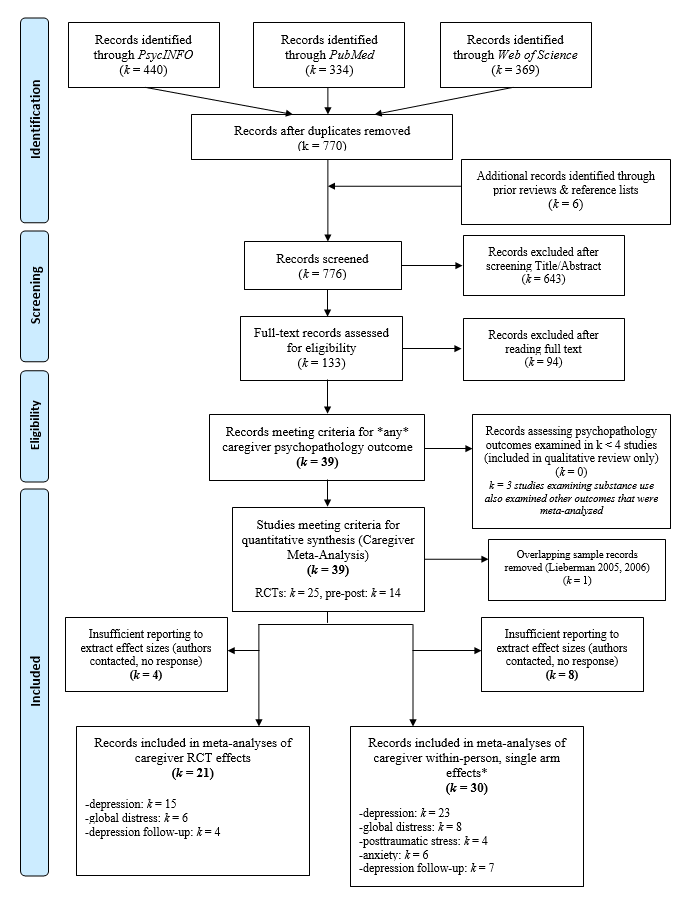 Identification
Records identified
through PsycINFO
(k = 440)
Records identified
through PubMed
(k = 334)
Records identified
through Web of Science
(k = 369)
Records after duplicates removed
(k = 770)
Additional records identified through
prior reviews & reference lists
(k = 6)
Screening
Records screened
(k = 776)
Records excluded after
screening Title/Abstract
(k = 643)
Full-text records assessed
for eligibility
(k = 133)
Records excluded after
reading full text
(k = 94)
Eligibility
Records meeting criteria for *any*
caregiver psychopathology outcome
(k = 39)
Records assessing psychopathology
outcomes examined in k < 4 studies
(included in qualitative review only)
(k = 0)
k = 3 studies examining substance use
also examined other outcomes that were
meta-analyzed
Included
Studies meeting criteria for
quantitative synthesis (Caregiver
Meta-Analysis)
(k = 39)
RCTs: k = 25, pre-post: k = 14
Overlapping sample records
removed (Lieberman 2005, 2006)
(k = 1)
Insufficient reporting to
extract effect sizes (authors
contacted, no response)
(k = 4)
Insufficient reporting to
extract effect sizes (authors
contacted, no response)
(k = 8)
Records included in meta-analyses of
caregiver RCT effects
(k = 21)
-depression: k = 15
-global distress: k = 6
-depression follow-up: k = 4
Records included in meta-analyses of
caregiver within-person, single arm
effects*
(k = 30)
-depression: k = 23
-global distress: k = 8
-posttraumatic stress: k = 4
-anxiety: k = 6
-depression follow-up: k = 7